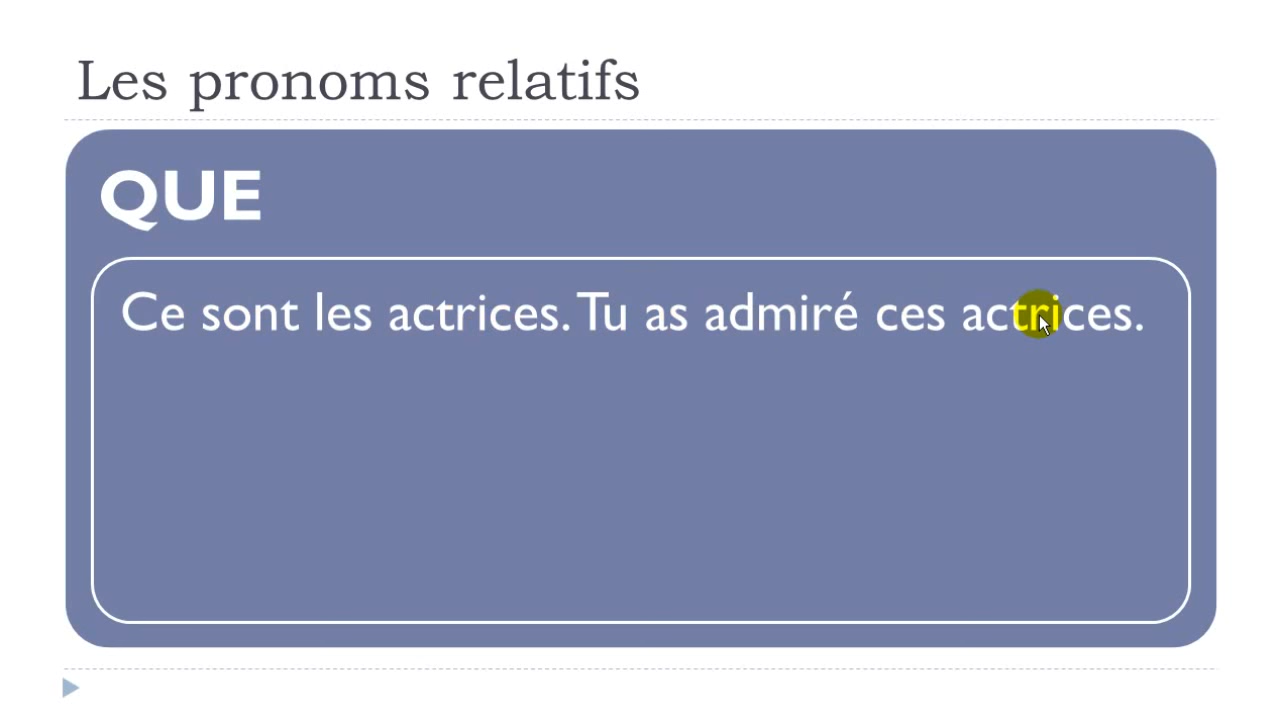 Les pronoms relatifs
QUE
Ce sont les actrices. Tu as admiré ces actrices.